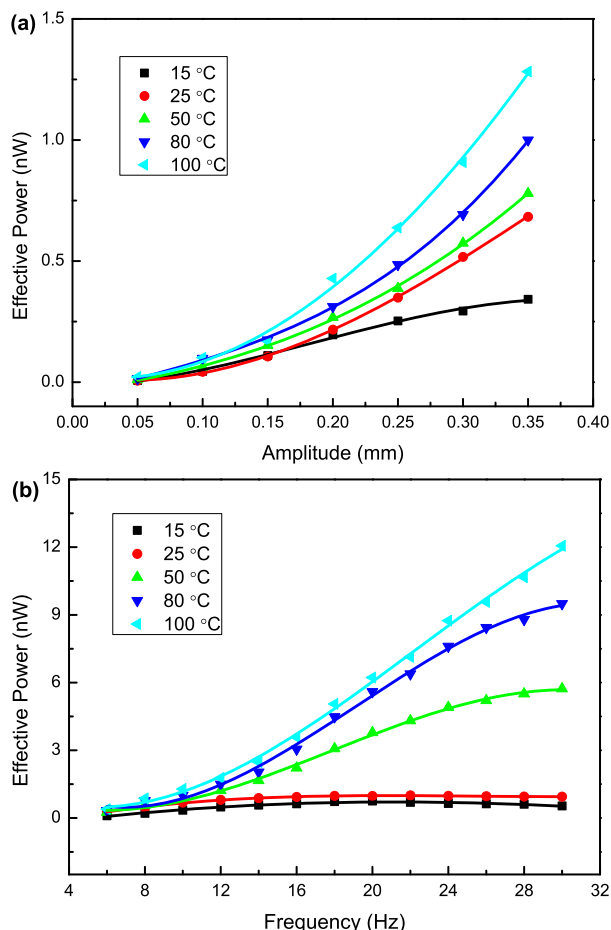 (a)
1.5
1.0
0.5
0.0
Effective Power (nW)
15 °C
25 °C
50 °C
80 °C
100 °C
0.00 0.05 0.10 0.15 0.20 0.25 0.30 0.35 0.40
Amplitude (mm)
(b)
15
12
9
6
3
0
Effective Power (nW)
15 °C
25 °C
50 °C
80 °C
100 °C
4 8 12 16 20 24 28 32
Frequency (Hz)